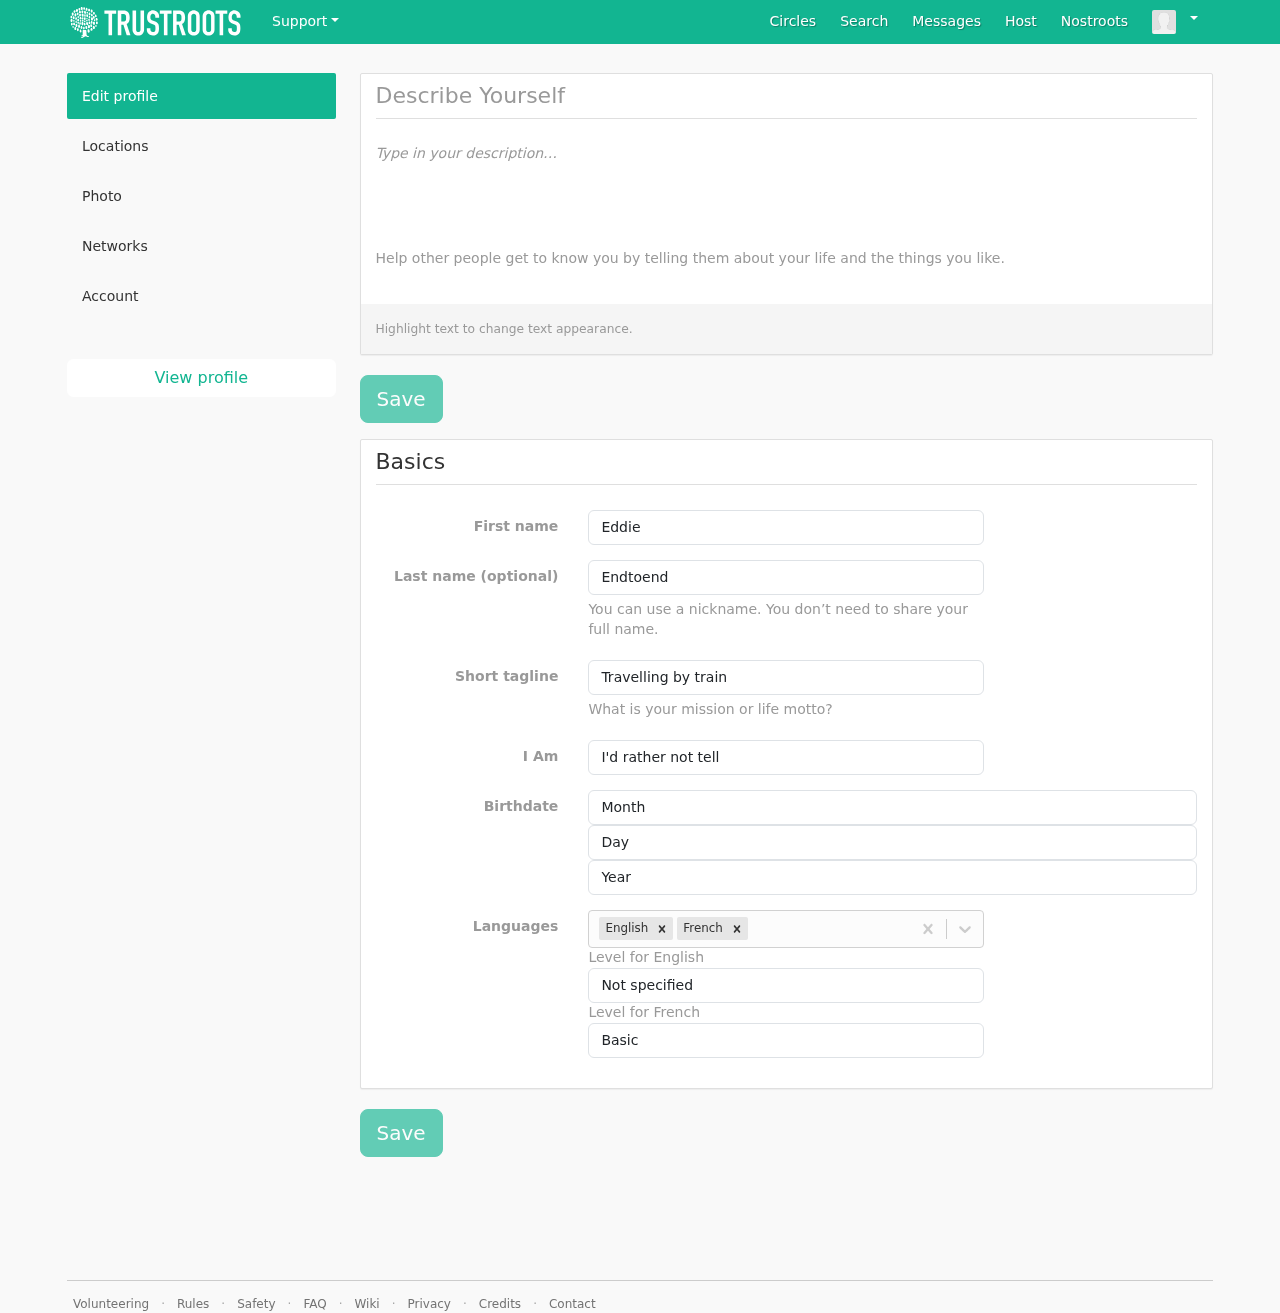 TRUSTROOTS Support Circles Search Messages Host Nostroots
Edit profile
Locations
Photo
Networks
Account
View profile
Describe Yourself
Type in your description…
Help other people get to know you by telling them about your life and the things you like.
Highlight text to change text appearance.
Save
Basics
First name Eddie
Last name (optional) Endtoend
You can use a nickname. You don’t need to share your
full name.
Short tagline Travelling by train
What is your mission or life motto?
I Am I'd rather not tell
Birthdate Month
Day
Year
Languages English French
Level for English
Not specified
Level for French
Basic
Save
Volunteering · Rules · Safety · FAQ · Wiki · Privacy · Credits · Contact